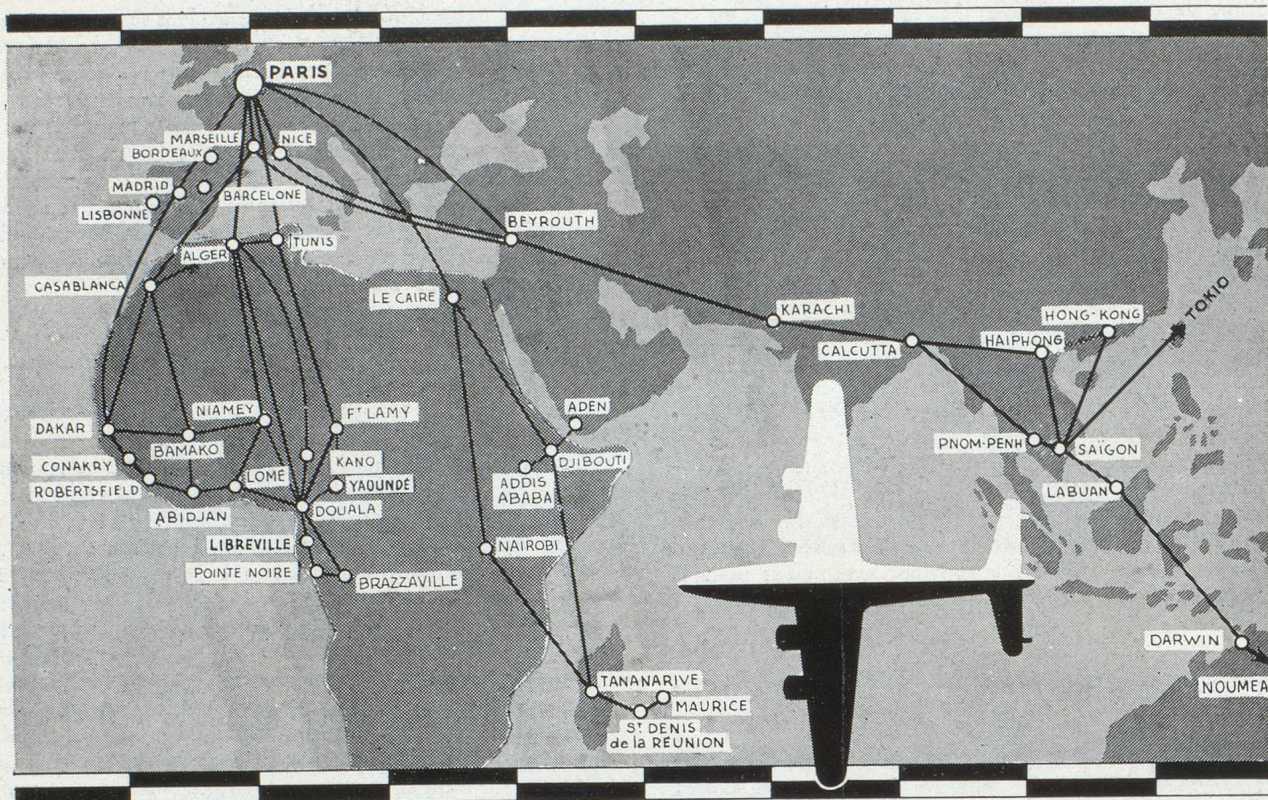 PARIS
MARSEILLE
NICE
BORDEAUX
MADRID
BARCELONE
LISBONNE
BEYROUTH
ALGER
TUNIS
CASABLANCA
LE CAIRE
KARACHI
TOKIO
HONG-KONG
HAIPHONG
CALCUTTA
NIAMEY
FT LAMY
ADEN
DAKAR
BAMAKO
PNOM-PENH
SAÏGON
CONAKRY
KANO
DJIBOUTI
LOME
YAOUNDÉ
ADDIS
ABABA
ROBERTSFIELD
LABUAN
ABIDJAN
DOUALA
LIBREVILLE
NAIROBI
POINTE NOIRE
BRAZZAVILLE
DARWIN
TANANARIVE
NOUMEA
MAURICE
ST DENIS
de la RÉUNION